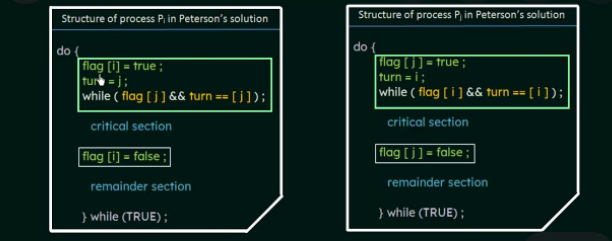 Structure of process Pi in Peterson's solution
do {
flag [i] = true ;
turn = j ;
while ( flag [ j ] && turn == [ j ] ) ;
critical section
flag [i] = false ;
remainder section
} while (TRUE) ;
Structure of process Pj in Peterson's solution
do {
flag [ j ] = true ;
turn = i ;
while ( flag [ i ] && turn == [ i ] ) ;
critical section
flag [ j ] = false ;
remainder section
} while (TRUE) ;